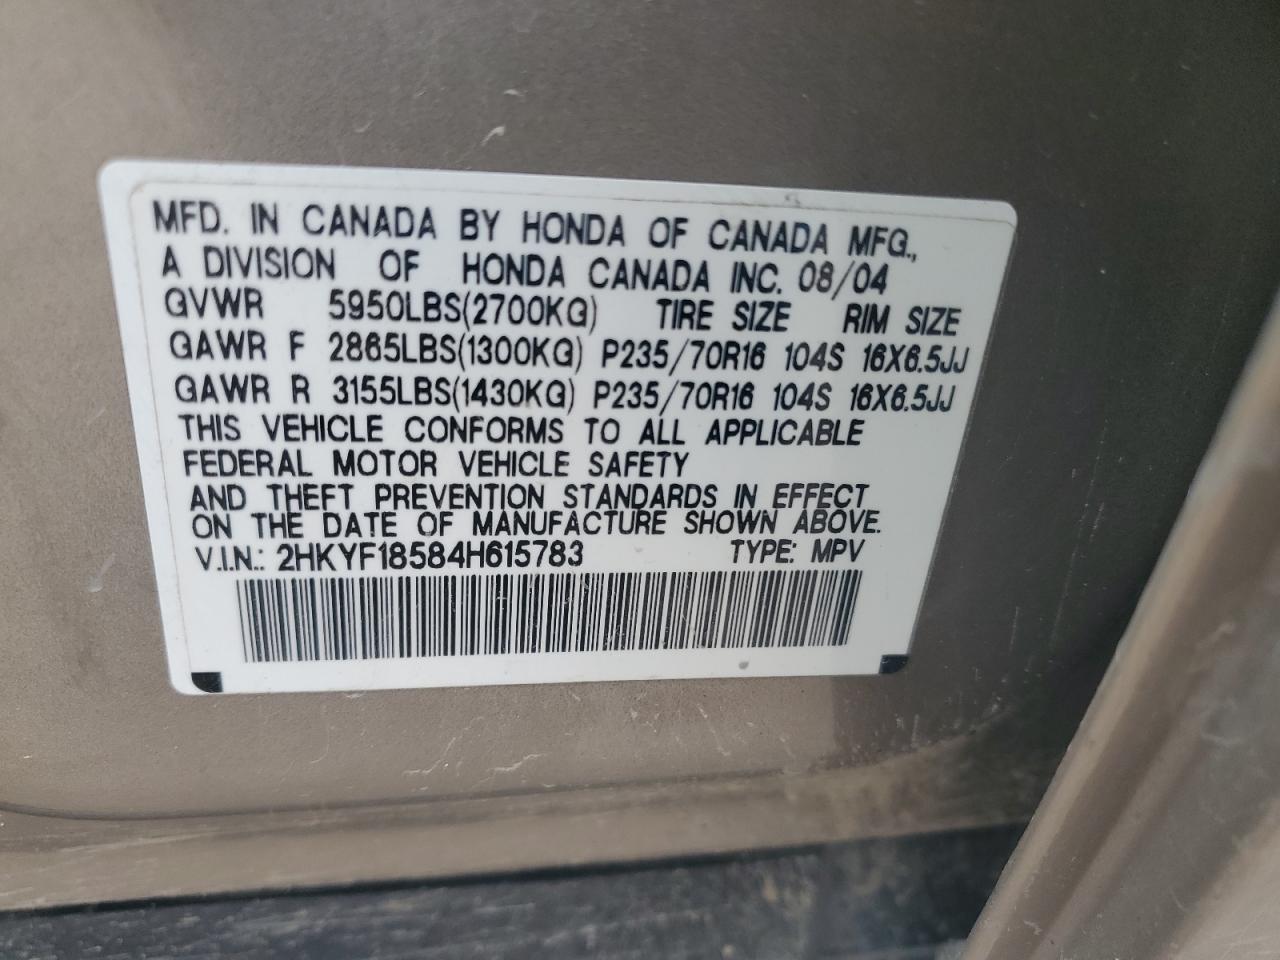 MFD. IN CANADA BY HONDA OF CANADA MFG.,
A DIVISION OF HONDA CANADA INC. 08/04
GVWR 5950LBS(2700KG) TIRE SIZE RIM SIZE
GAWR F 2865LBS(1300KG) P235/70R16 104S 16X6.5JJ
GAWR R 3155LBS(1430KG) P235/70R16 104S 16X6.5JJ
THIS VEHICLE CONFORMS TO ALL APPLICABLE
FEDERAL MOTOR VEHICLE SAFETY
AND THEFT PREVENTION STANDARDS IN EFFECT
ON THE DATE OF MANUFACTURE SHOWN ABOVE.
V.I.N.: 2HKYF18584H615783 TYPE: MPV